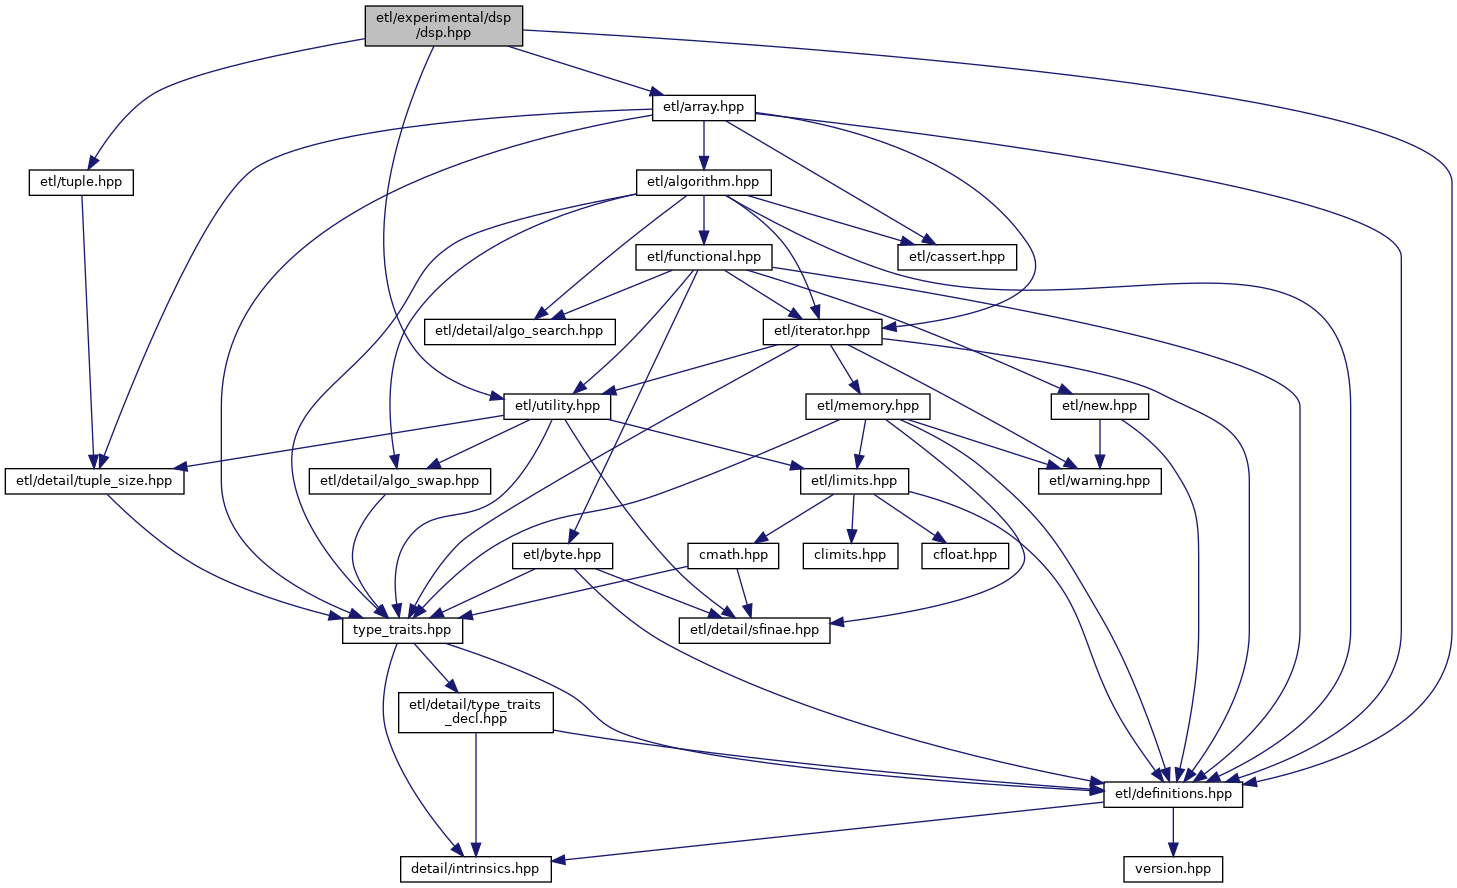 etl/experimental/dsp
/dsp.hpp
etl/array.hpp
etl/tuple.hpp
etl/algorithm.hpp
etl/functional.hpp
etl/cassert.hpp
etl/detail/algo_search.hpp
etl/iterator.hpp
etl/utility.hpp
etl/memory.hpp
etl/new.hpp
etl/detail/tuple_size.hpp
etl/detail/algo_swap.hpp
etl/limits.hpp
etl/warning.hpp
etl/byte.hpp
cmath.hpp
climits.hpp
cfloat.hpp
type_traits.hpp
etl/detail/sfinae.hpp
etl/detail/type_traits
_decl.hpp
etl/definitions.hpp
detail/intrinsics.hpp
version.hpp